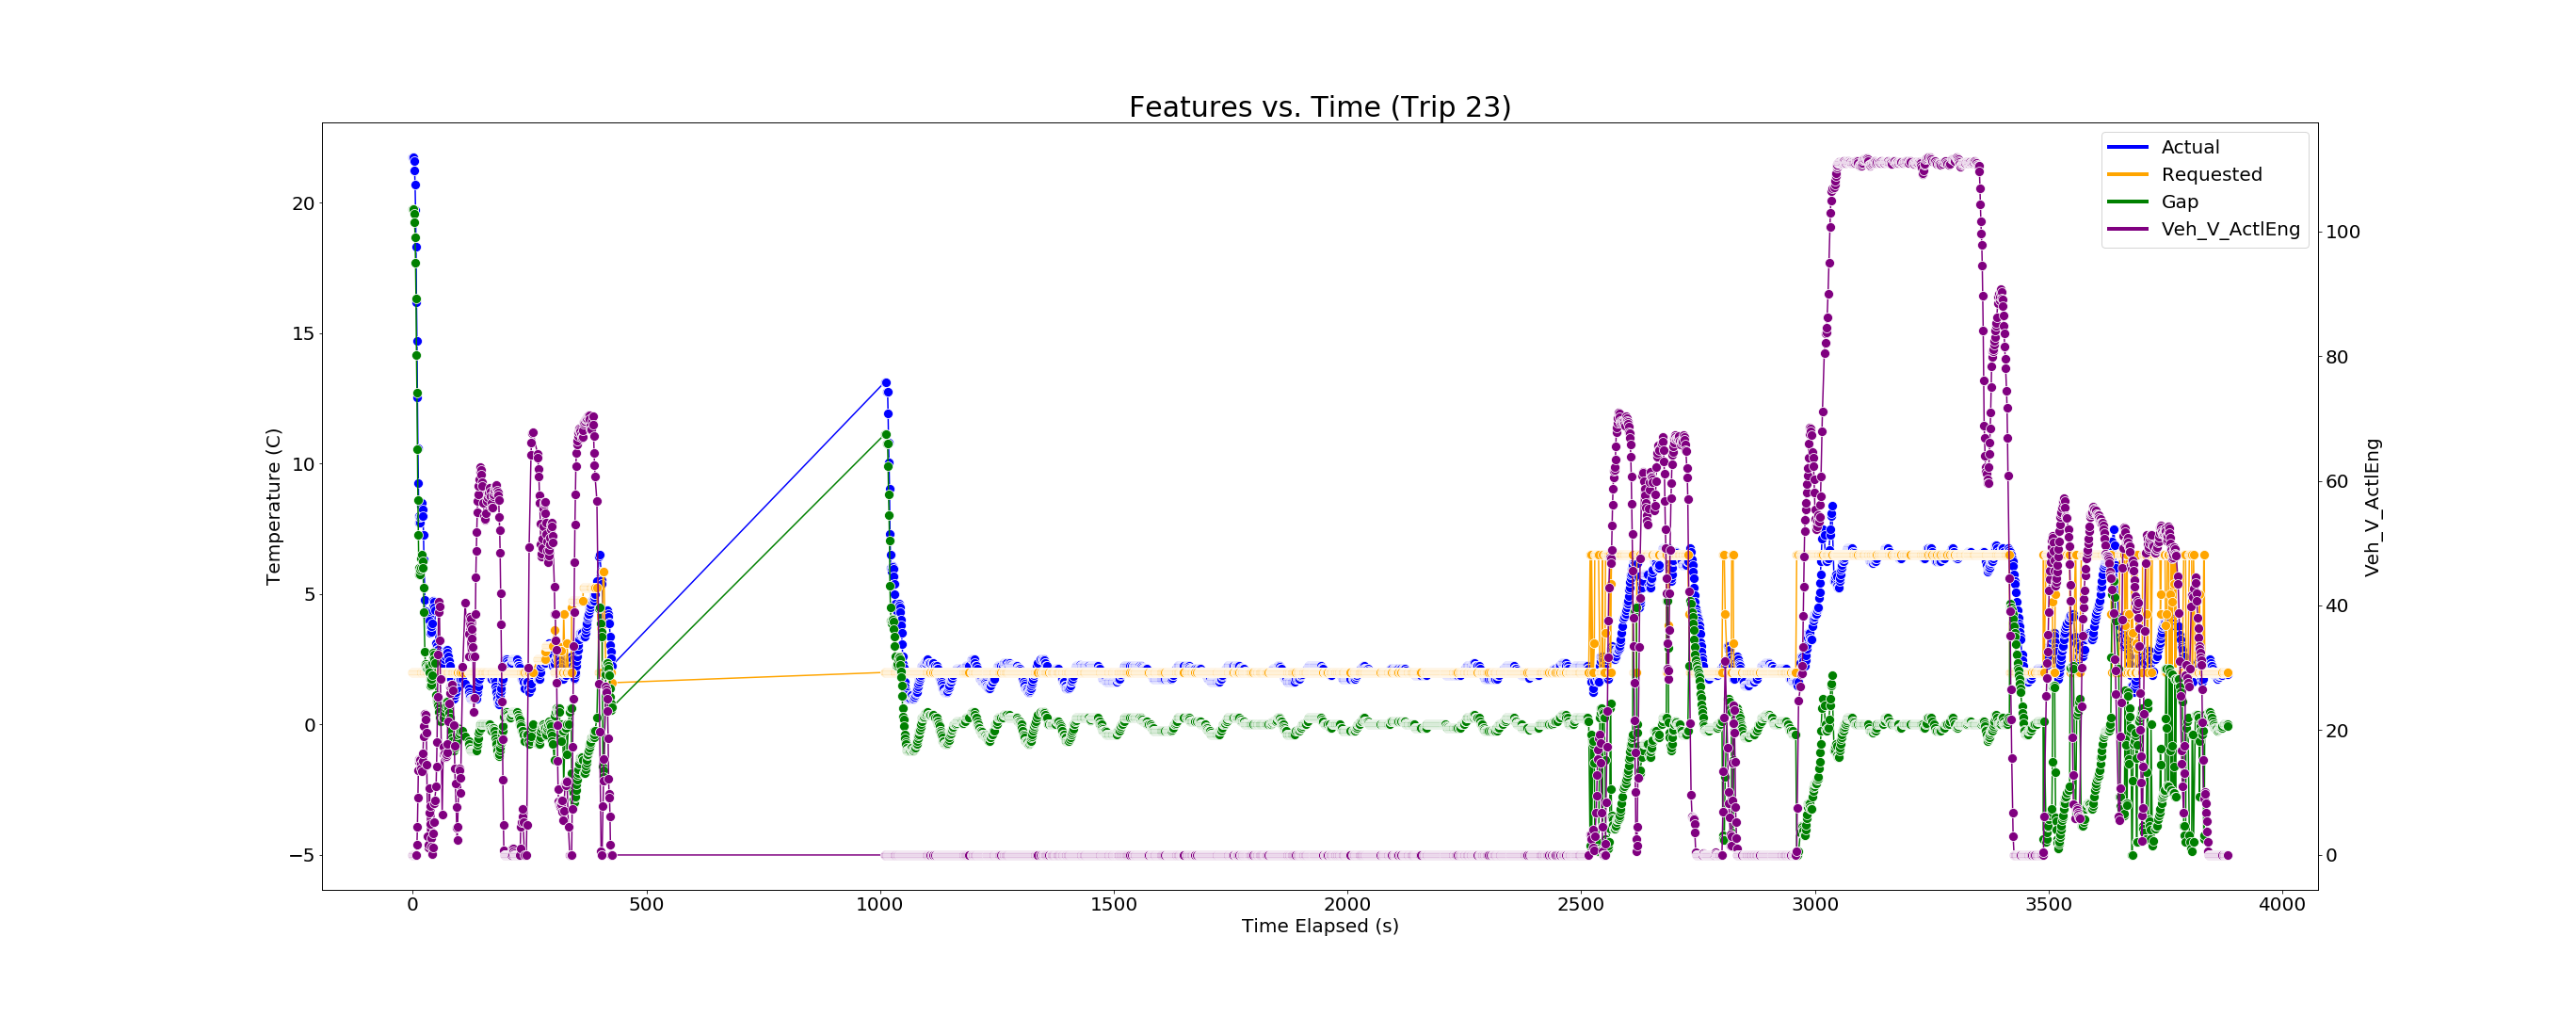 Features vs. Time (Trip 23)
Actual
Requested
Gap
Veh_V_ActlEng
Temperature (C)
20
15
10
5
0
−5
100
80
60
40
20
0
Veh_V_ActlEng
0 500 1000 1500 2000 2500 3000 3500 4000
Time Elapsed (s)